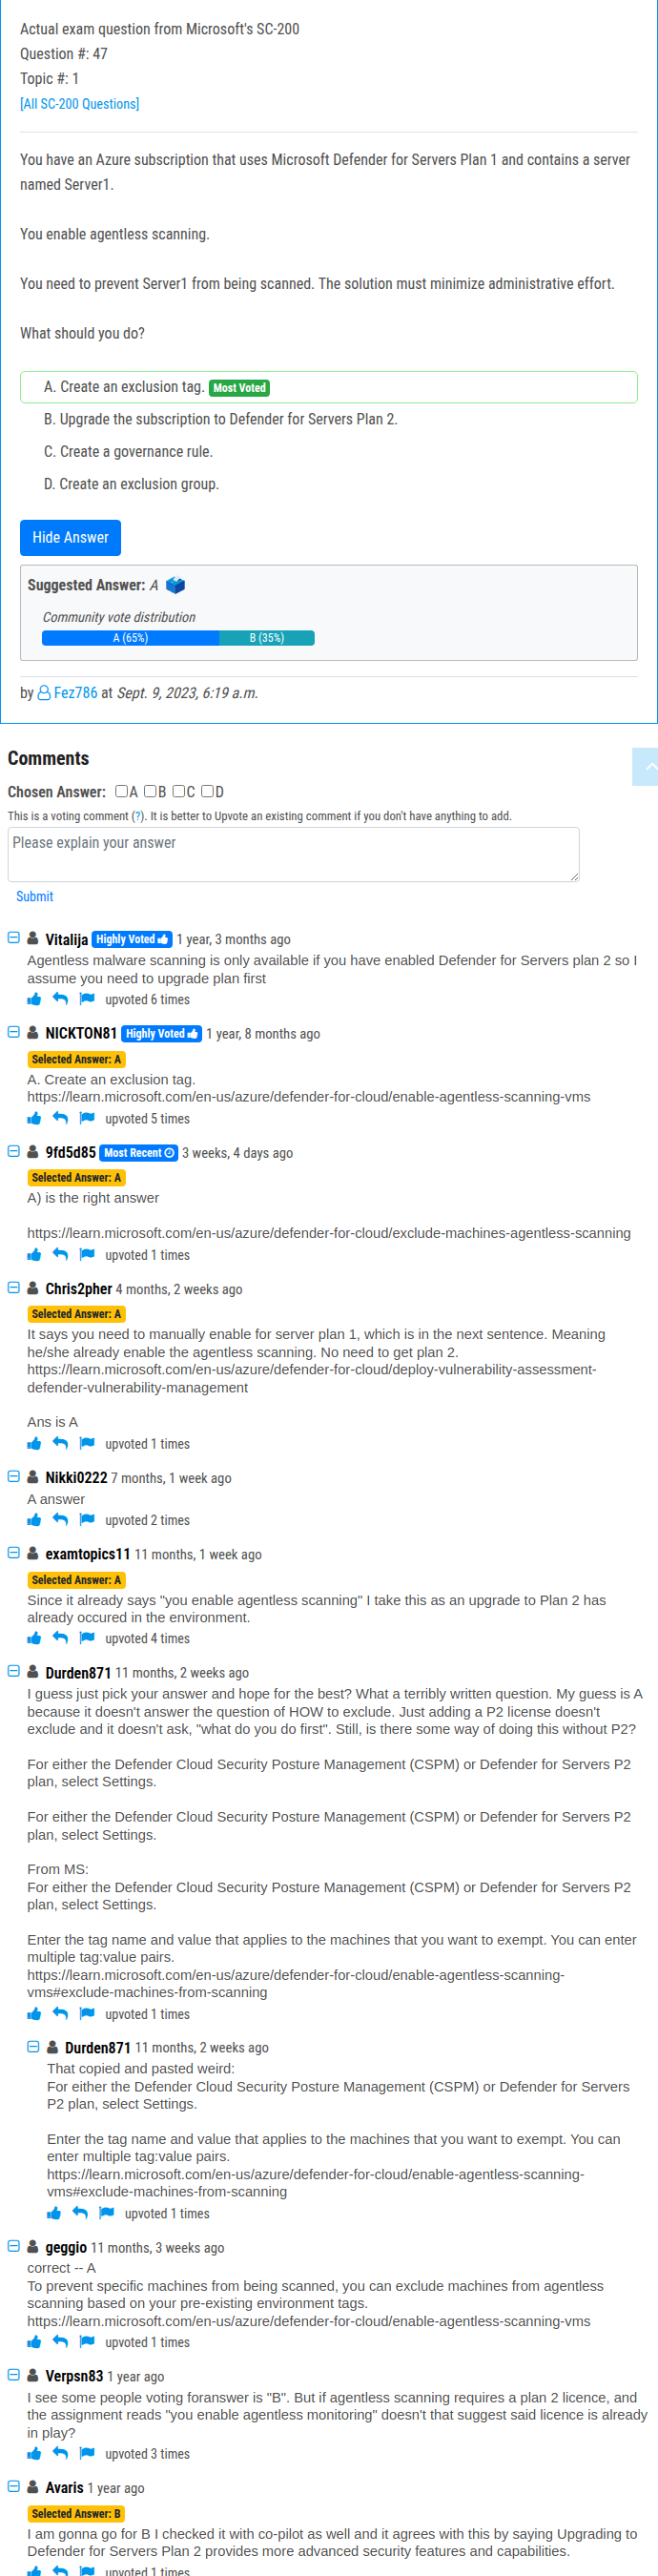 Actual exam question from Microsoft's SC-200
Question #: 47
Topic #: 1
[All SC-200 Questions]
You have an Azure subscription that uses Microsoft Defender for Servers Plan 1 and contains a server
named Server1.
You enable agentless scanning.
You need to prevent Server1 from being scanned. The solution must minimize administrative effort.
What should you do?
A. Create an exclusion tag. Most Voted
B. Upgrade the subscription to Defender for Servers Plan 2.
C. Create a governance rule.
D. Create an exclusion group.
Hide Answer
Suggested Answer: A
Community vote distribution
A (65%) B (35%)
by Fez786 at Sept. 9, 2023, 6:19 a.m.
Comments
Chosen Answer: A B C D
This is a voting comment (?). It is better to Upvote an existing comment if you don't have anything to add.
Please explain your answer
Submit
Vitalija Highly Voted 1 year, 3 months ago
Agentless malware scanning is only available if you have enabled Defender for Servers plan 2 so I
assume you need to upgrade plan first
upvoted 6 times
NICKTON81 Highly Voted 1 year, 8 months ago
Selected Answer: A
A. Create an exclusion tag.
https://learn.microsoft.com/en-us/azure/defender-for-cloud/enable-agentless-scanning-vms
upvoted 5 times
9fd5d85 Most Recent 3 weeks, 4 days ago
Selected Answer: A
A) is the right answer
https://learn.microsoft.com/en-us/azure/defender-for-cloud/exclude-machines-agentless-scanning
upvoted 1 times
Chris2pher 4 months, 2 weeks ago
Selected Answer: A
It says you need to manually enable for server plan 1, which is in the next sentence. Meaning
he/she already enable the agentless scanning. No need to get plan 2.
https://learn.microsoft.com/en-us/azure/defender-for-cloud/deploy-vulnerability-assessment-
defender-vulnerability-management
Ans is A
upvoted 1 times
Nikki0222 7 months, 1 week ago
A answer
upvoted 2 times
examtopics11 11 months, 1 week ago
Selected Answer: A
Since it already says "you enable agentless scanning" I take this as an upgrade to Plan 2 has
already occured in the environment.
upvoted 4 times
Durden871 11 months, 2 weeks ago
I guess just pick your answer and hope for the best? What a terribly written question. My guess is A
because it doesn't answer the question of HOW to exclude. Just adding a P2 license doesn't
exclude and it doesn't ask, "what do you do first". Still, is there some way of doing this without P2?
For either the Defender Cloud Security Posture Management (CSPM) or Defender for Servers P2
plan, select Settings.
For either the Defender Cloud Security Posture Management (CSPM) or Defender for Servers P2
plan, select Settings.
From MS:
For either the Defender Cloud Security Posture Management (CSPM) or Defender for Servers P2
plan, select Settings.
Enter the tag name and value that applies to the machines that you want to exempt. You can enter
multiple tag:value pairs.
https://learn.microsoft.com/en-us/azure/defender-for-cloud/enable-agentless-scanning-
vms#exclude-machines-from-scanning
upvoted 1 times
Durden871 11 months, 2 weeks ago
That copied and pasted weird:
For either the Defender Cloud Security Posture Management (CSPM) or Defender for Servers
P2 plan, select Settings.
Enter the tag name and value that applies to the machines that you want to exempt. You can
enter multiple tag:value pairs.
https://learn.microsoft.com/en-us/azure/defender-for-cloud/enable-agentless-scanning-
vms#exclude-machines-from-scanning
upvoted 1 times
geggio 11 months, 3 weeks ago
correct -- A
To prevent specific machines from being scanned, you can exclude machines from agentless
scanning based on your pre-existing environment tags.
https://learn.microsoft.com/en-us/azure/defender-for-cloud/enable-agentless-scanning-vms
upvoted 1 times
Verpsn83 1 year ago
I see some people voting foranswer is "B". But if agentless scanning requires a plan 2 licence, and
the assignment reads "you enable agentless monitoring" doesn't that suggest said licence is already
in play?
upvoted 3 times
Avaris 1 year ago
Selected Answer: B
I am gonna go for B I checked it with co-pilot as well and it agrees with this by saying Upgrading to
Defender for Servers Plan 2 provides more advanced security features and capabilities.
upvoted 1 times